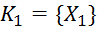 K₁ = {X₁}